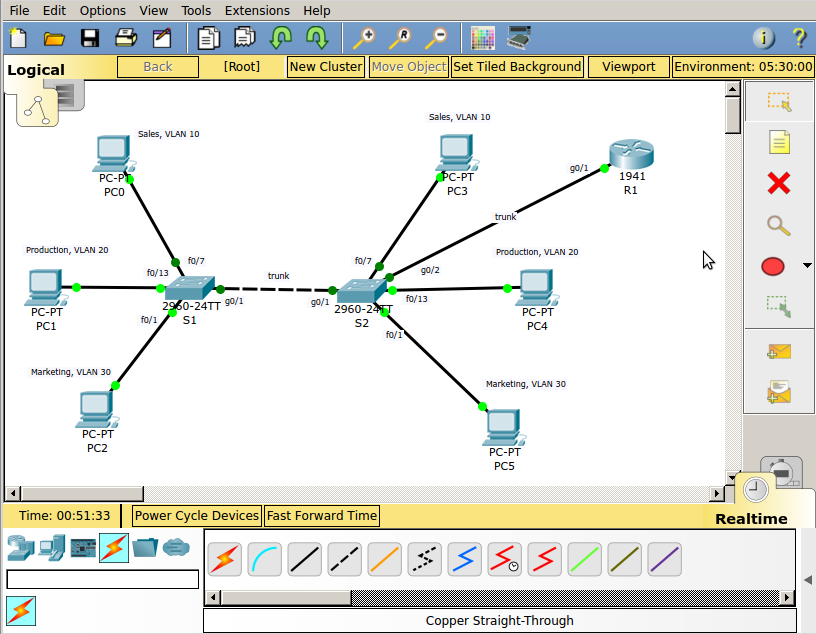 File Edit Options View Tools Extensions Help
R
i ?
Logical
Back
[Root]
New Cluster
Move Object
Set Tiled Background
Viewport
Environment: 05:30:00
Sales, VLAN 10
PC-PT
PC0
Sales, VLAN 10
PC-PT
PC3
g0/1
1941
R1
trunk
Production, VLAN 20
PC-PT
PC1
f0/7
f0/13
2960-24TT
S1
f0/1
g0/1
trunk
g0/1
f0/7
g0/2
2960-24TT
S2
f0/13
f0/1
Production, VLAN 20
PC-PT
PC4
Marketing, VLAN 30
PC-PT
PC2
Marketing, VLAN 30
PC-PT
PC5
Time: 00:51:33
Power Cycle Devices
Fast Forward Time
Realtime
Copper Straight-Through